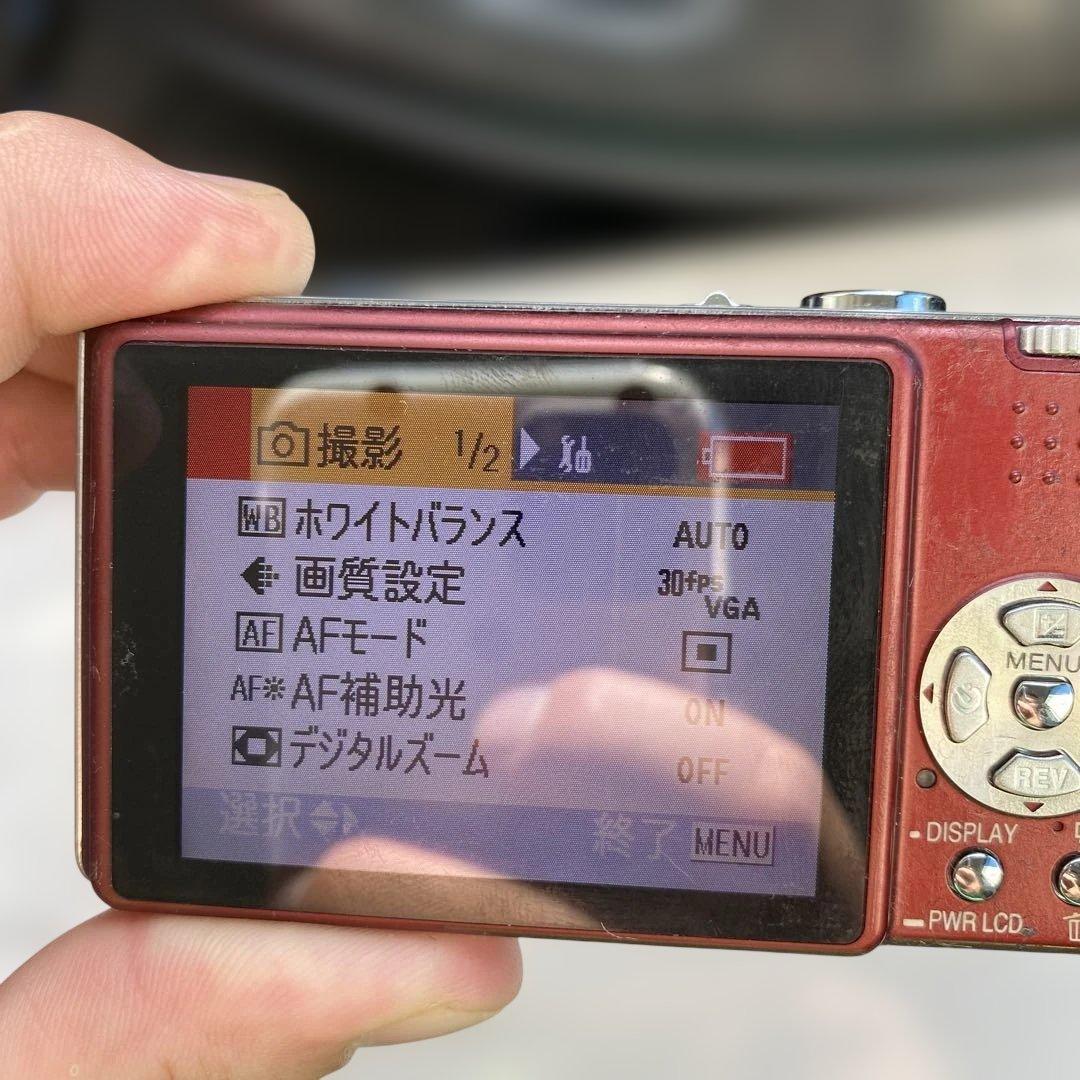 撮影 1/2
WB ホワイトバランス AUTO
画質設定 30fps VGA
AF AFモード
AF AF補助光 ON
デジタルズーム OFF
選択 終了 MENU
MENU
REV
DISPLAY
PWR LCD